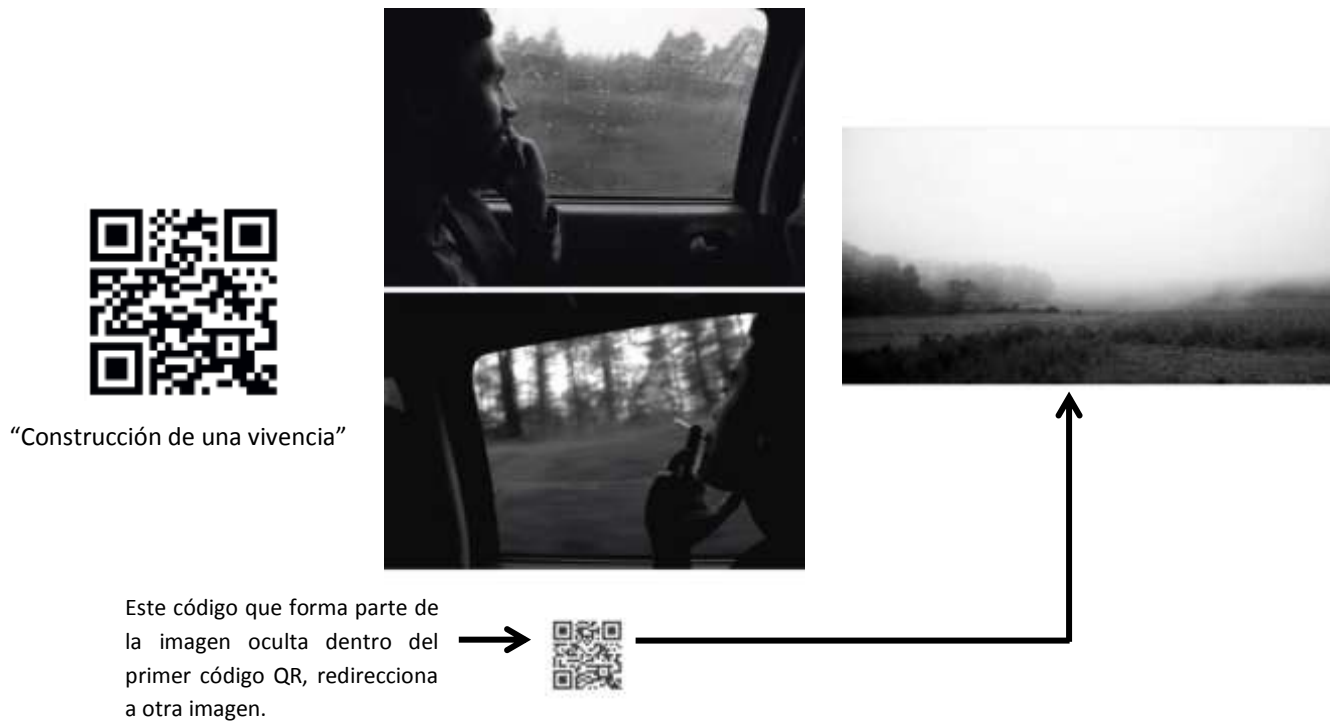 “Construcción de una vivencia”
Este código que forma parte de
la imagen oculta dentro del
primer código QR, redirecciona
a otra imagen.